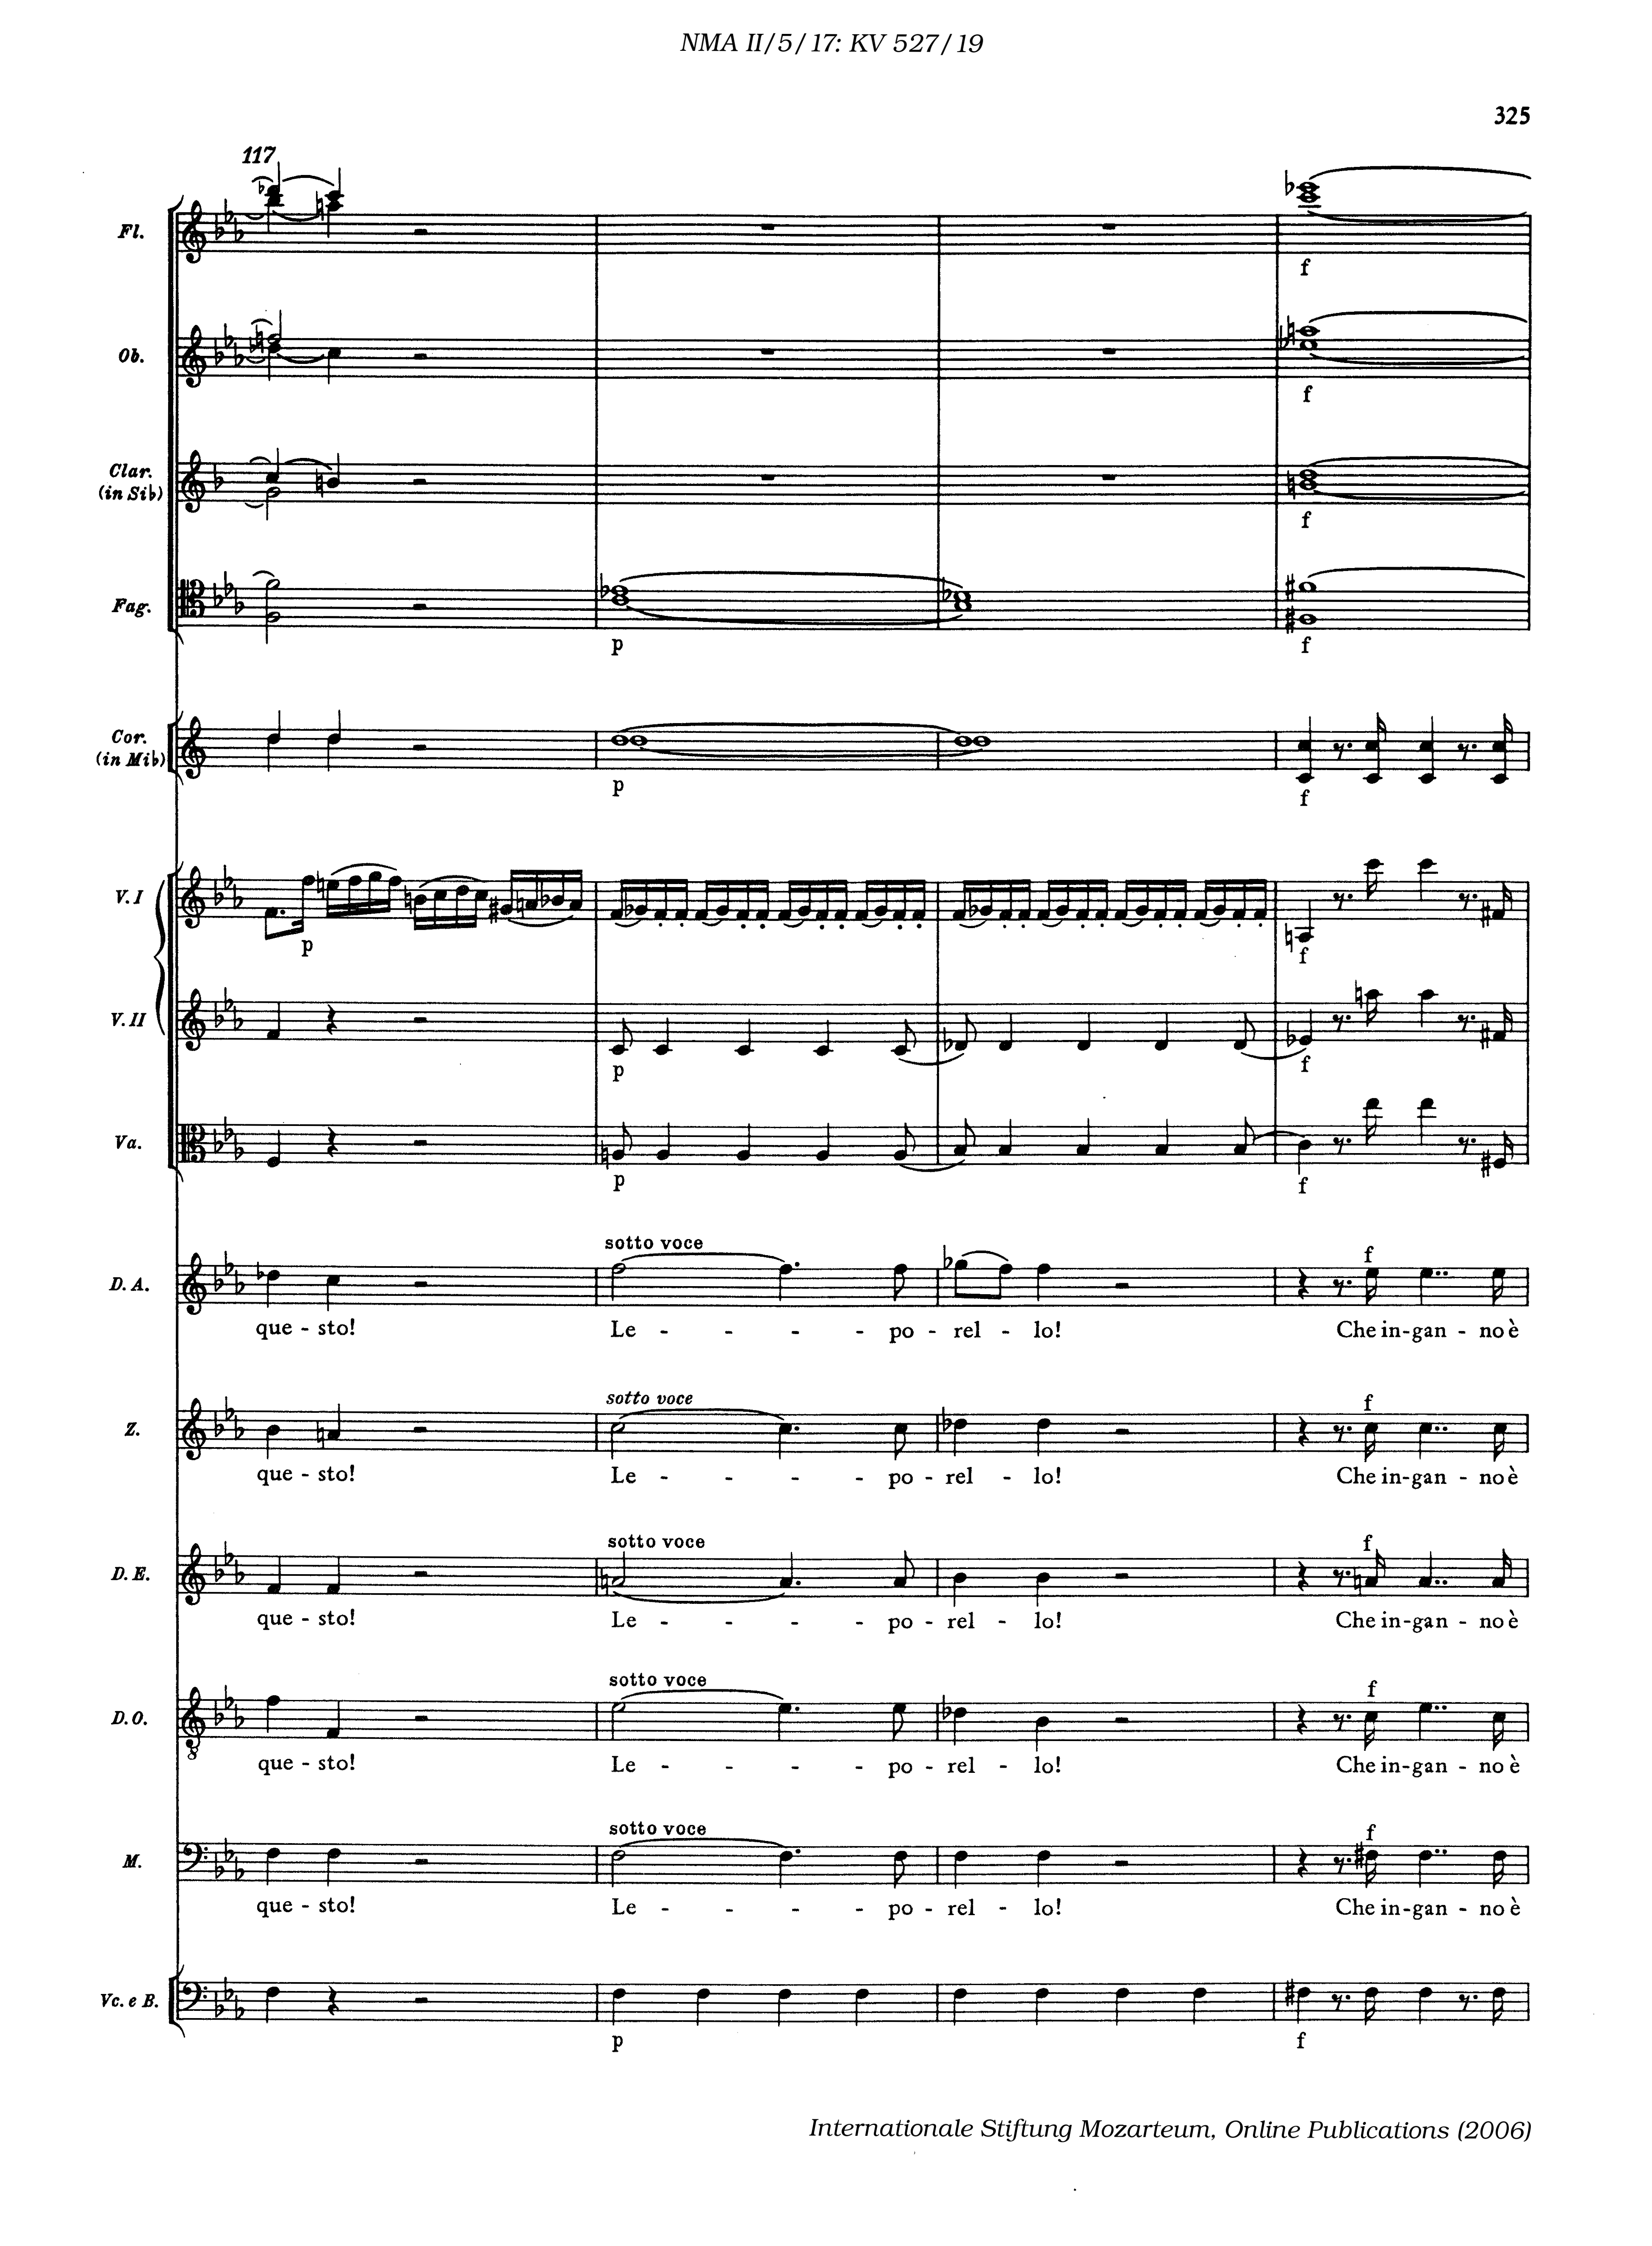 NMA II/5/17: KV 527/19
325
117
Fl.
f
Ob.
f
Clar.
(in Sib)
f
Fag.
p f
Cor.
(in Mib)
p f
V. I
p f
V. II
p f
Va.
p f
sotto voce f
D. A.
que - sto! Le - - - - po - rel - lo! Che in-gan - no è
sotto voce f
Z.
que - sto! Le - - - - po - rel - lo! Che in-gan - no è
sotto voce f
D. E.
que - sto! Le - - - - po - rel - lo! Che in-gan - no è
sotto voce f
D. O.
que - sto! Le - - - - po - rel - lo! Che in-gan - no è
sotto voce f
M.
que - sto! Le - - - - po - rel - lo! Che in-gan - no è
Vc. e B.
p f
Internationale Stiftung Mozarteum, Online Publications (2006)